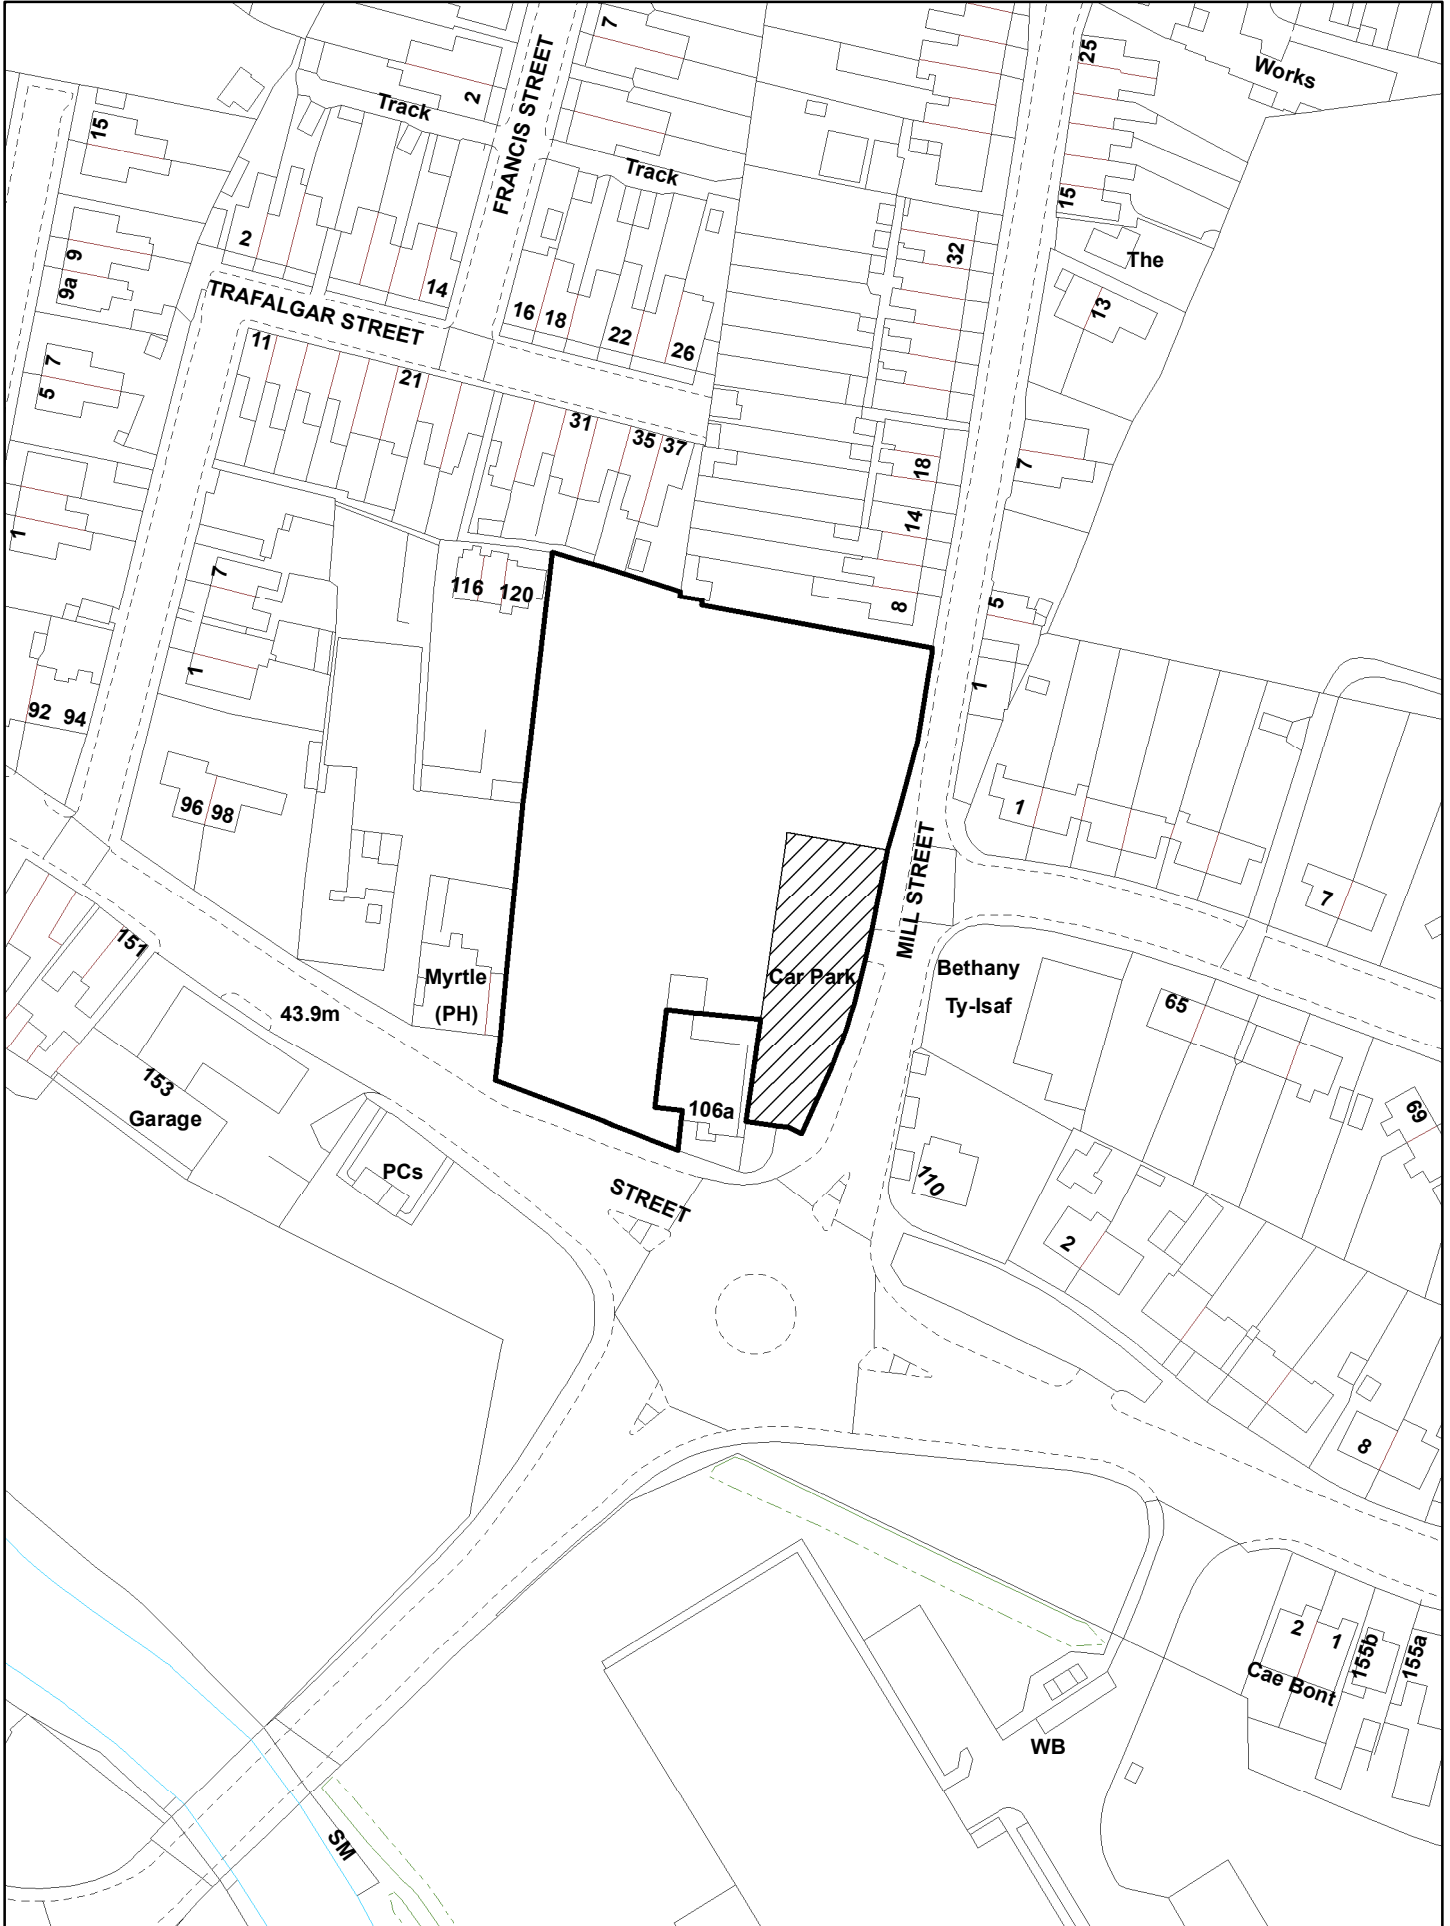 7
25
Works
2
Track
FRANCIS STREET
15
Track
15
2
32
The
9
9a
14
TRAFALGAR STREET
16
18
22
26
13
11
21
7
5
31
35
37
18
7
14
1
116
120
7
8
5
1
1
92
94
96
98
1
MILL STREET
7
151
Myrtle
(PH)
Car Park
Bethany
Ty-Isaf
65
43.9m
153
Garage
106a
69
PCs
110
STREET
2
8
2
1
155b
155a
Cae Bont
WB
SM